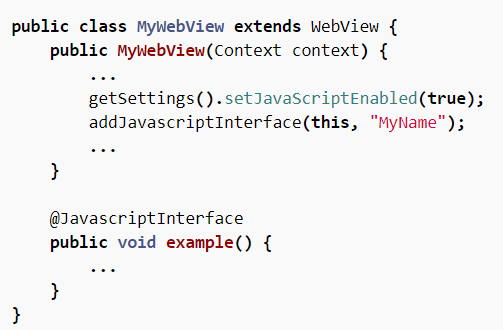 public class MyWebView extends WebView {
    public MyWebView(Context context) {
        ...
        getSettings().setJavaScriptEnabled(true);
        addJavascriptInterface(this, "MyName");
        ...
    }

    @JavascriptInterface
    public void example() {
        ...
    }
}